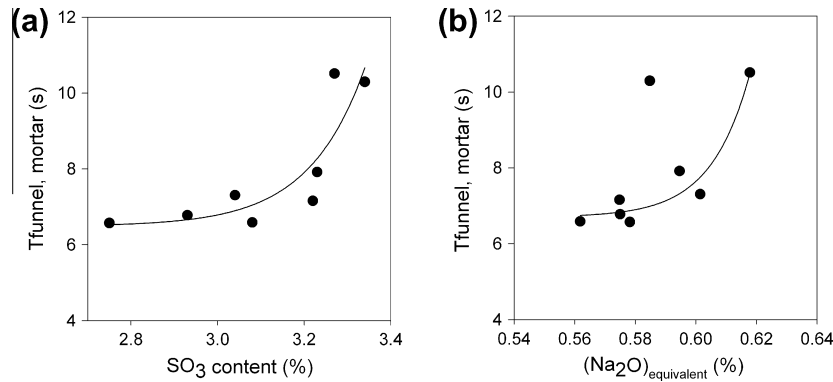 (a)
12
10
8
6
4
Tfunnel, mortar (s)
2.8 3.0 3.2 3.4
SO3 content (%)
(b)
12
10
8
6
4
Tfunnel, mortar (s)
0.54 0.56 0.58 0.60 0.62 0.64
(Na2O)equivalent (%)